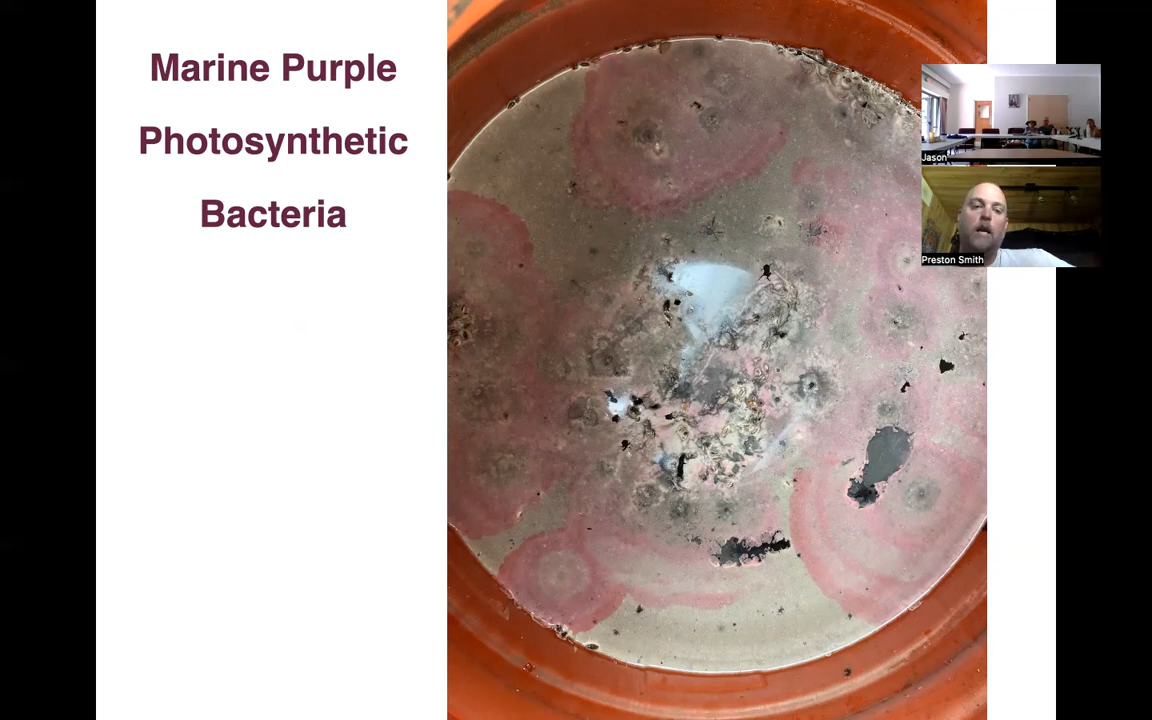 Marine Purple
Photosynthetic
Bacteria
Jason
Preston Smith